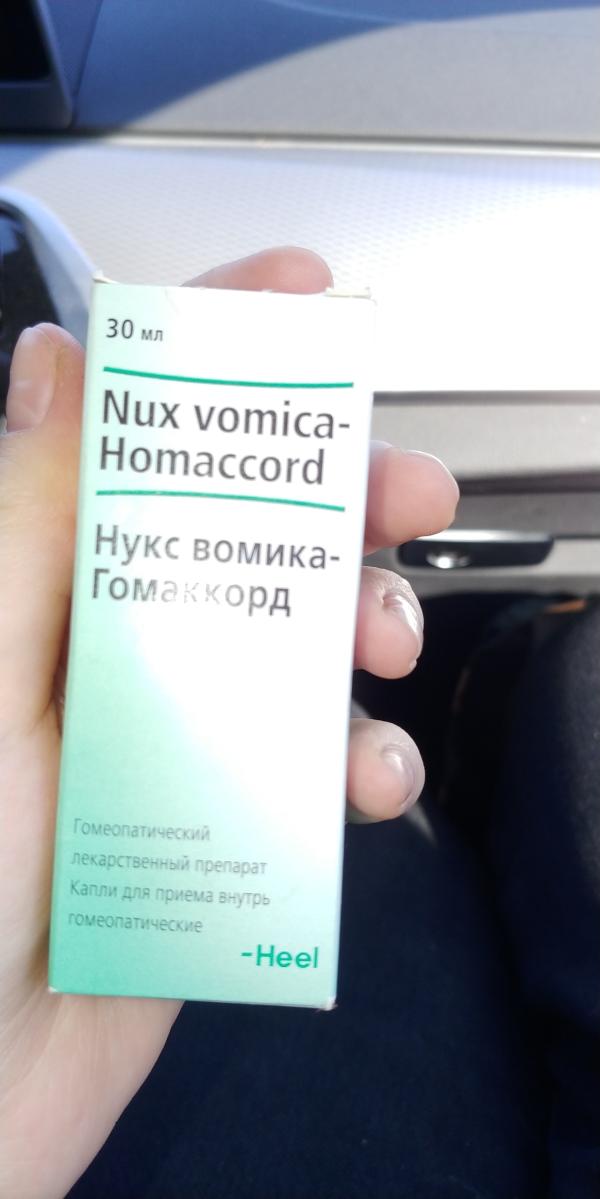 30 мл
Nux vomica-
Homaccord
Нукс вомика-
Гомаккорд
Гомеопатический
лекарственный препарат
Капли для приема внутрь
гомеопатические
-Heel